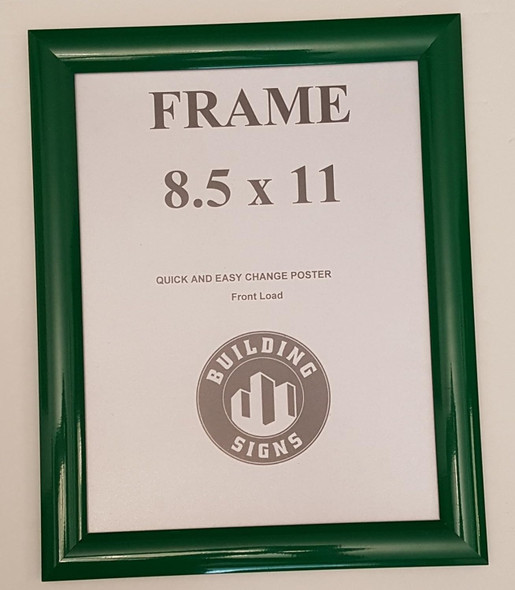 FRAME
8.5 x 11
QUICK AND EASY CHANGE POSTER
Front Load
BUILDING
SIGNS